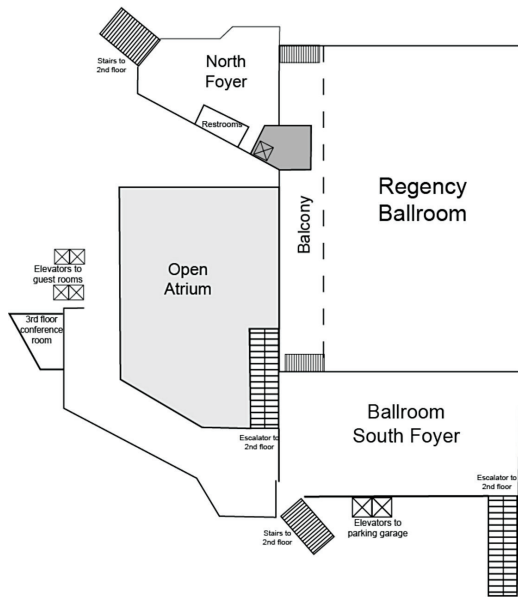 Stairs to
2nd floor
North
Foyer
Restrooms
Regency
Ballroom
Balcony
Open
Atrium
Elevators to
guest rooms
3rd floor
conference
room
Ballroom
South Foyer
Escalator to
2nd floor
Escalator to
2nd floor
Stairs to
2nd floor
Elevators to
parking garage